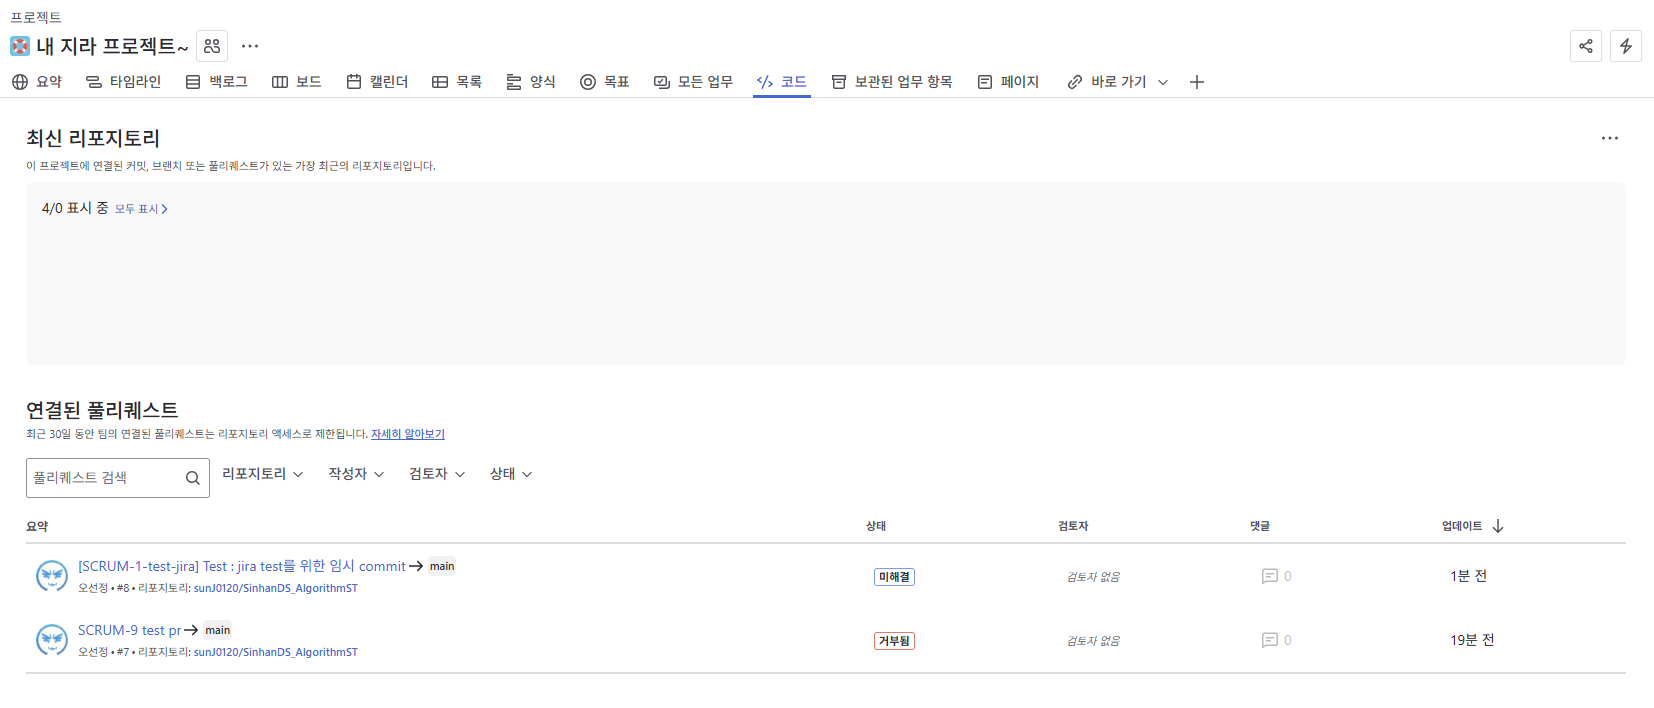 프로젝트
내 지라 프로젝트~
요약 타임라인 백로그 보드 캘린더 목록 양식 목표 모든 업무 코드 보관된 업무 항목 페이지 바로 가기
최신 리포지토리
이 프로젝트에 연결된 커밋, 브랜치 또는 풀리퀘스트가 있는 가장 최근의 리포지토리입니다.
4/0 표시 중 모두 표시
연결된 풀리퀘스트
최근 30일 동안 팀의 연결된 풀리퀘스트는 리포지토리 액세스로 제한됩니다. 자세히 알아보기
풀리퀘스트 검색 리포지토리 작성자 검토자 상태
요약 상태 검토자 댓글 업데이트
[SCRUM-1-test-jira] Test : jira test를 위한 임시 commit → main
오선정 • #8 • 리포지토리: sunJ0120/SinhanDS_AlgorithmST
미해결 검토자 없음 0 1분 전
SCRUM-9 test pr → main
오선정 • #7 • 리포지토리: sunJ0120/SinhanDS_AlgorithmST
거부됨 검토자 없음 0 19분 전